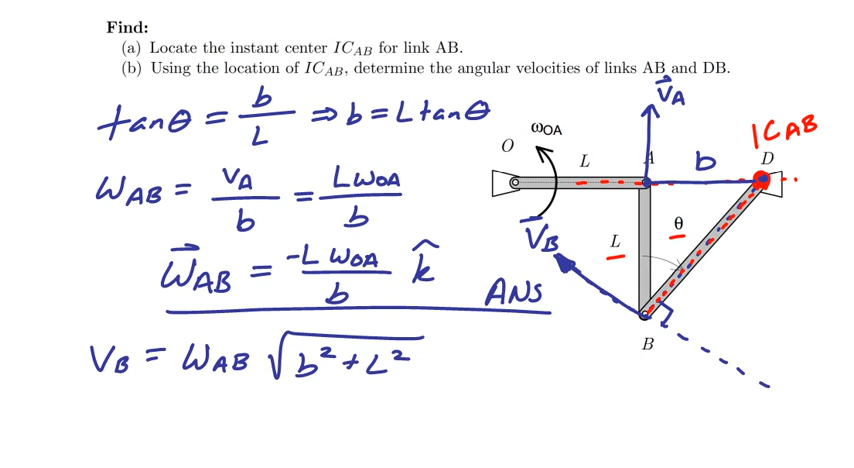 Find:
(a) Locate the instant center IC_AB for link AB.
(b) Using the location of IC_AB, determine the angular velocities of links AB and DB.
tanθ = b/L ⇒ b = L tanθ
ω_AB = v_A/b = Lω_OA/b
ω⃗_AB = -L ω_OA/b k̂
ANS
v_B = ω_AB √(b² + L²)
V⃗_A
IC_AB
ω_OA
O
L
A
b
D
V⃗_B
L
θ
B